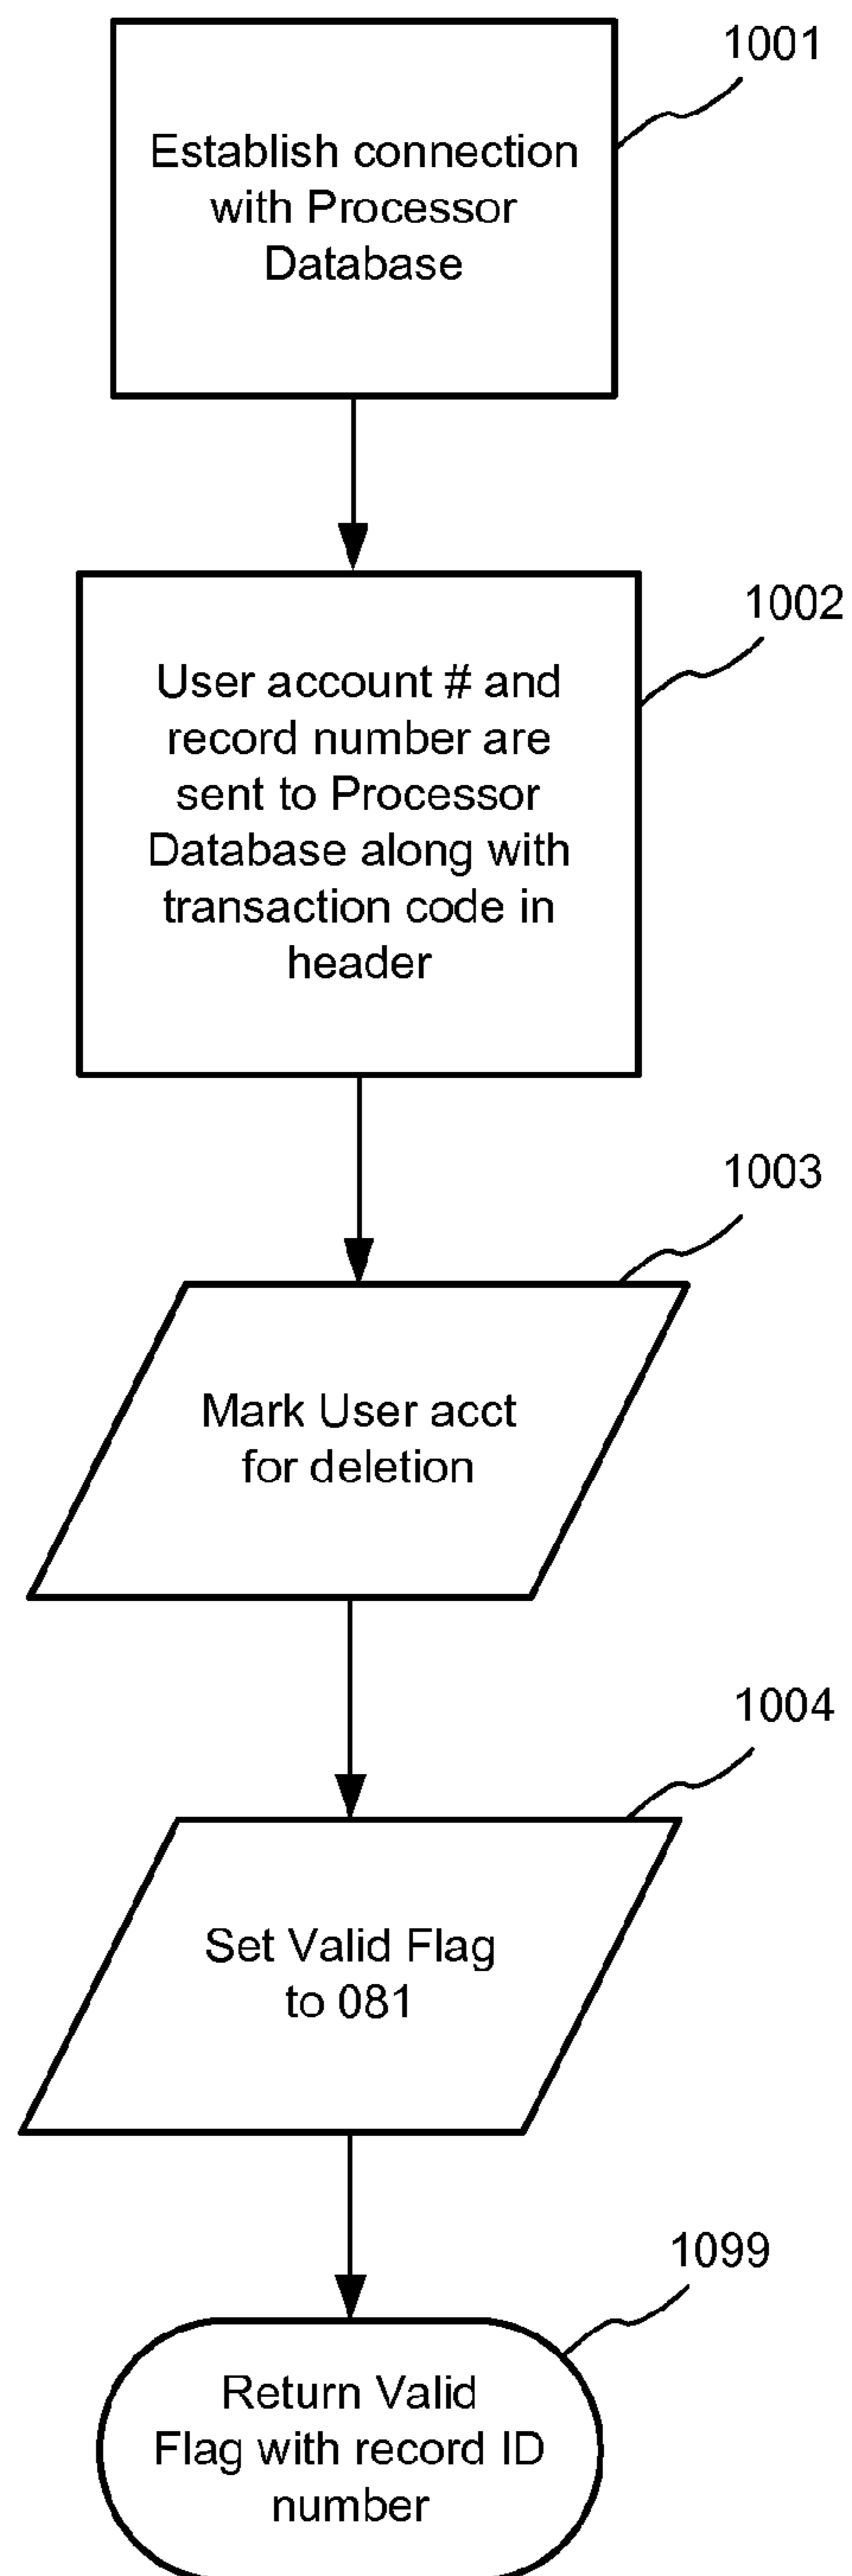 1001
Establish connection
with Processor
Database
1002
User account # and
record number are
sent to Processor
Database along with
transaction code in
header
1003
Mark User acct
for deletion
1004
Set Valid Flag
to 081
1099
Return Valid
Flag with record ID
number